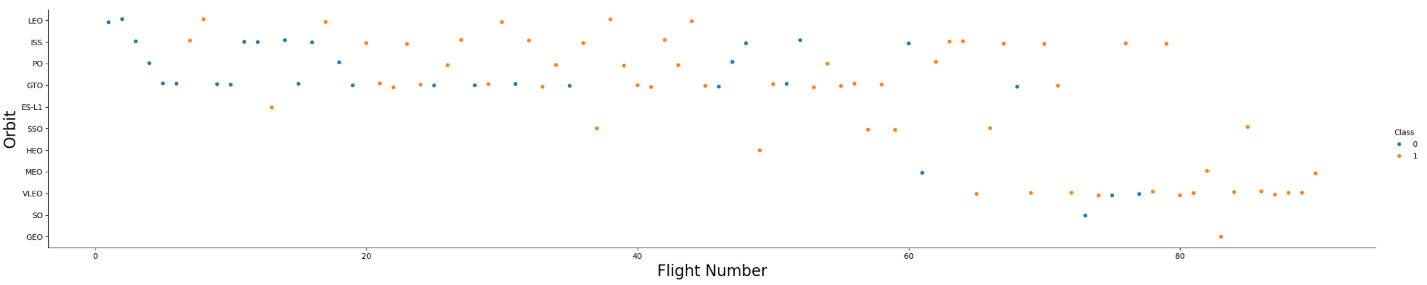 Orbit
LEO
ISS
PO
GTO
ES-L1
SSO
HEO
MEO
VLEO
SO
GEO
0
20
40
60
80
Flight Number
Class
0
1